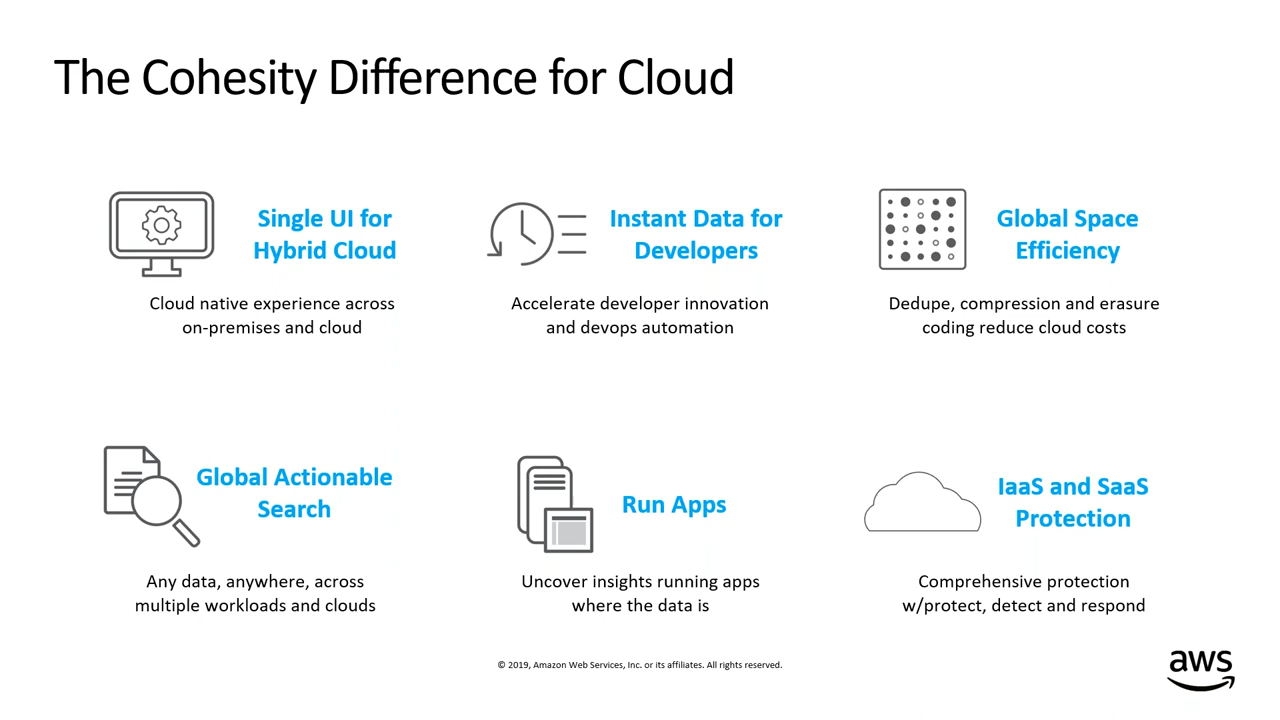 The Cohesity Difference for Cloud
Single UI for
Hybrid Cloud
Cloud native experience across
on-premises and cloud
Instant Data for
Developers
Accelerate developer innovation
and devops automation
Global Space
Efficiency
Dedupe, compression and erasure
coding reduce cloud costs
Global Actionable
Search
Any data, anywhere, across
multiple workloads and clouds
Run Apps
Uncover insights running apps
where the data is
IaaS and SaaS
Protection
Comprehensive protection
w/protect, detect and respond
© 2019, Amazon Web Services, Inc. or its affiliates. All rights reserved.
aws